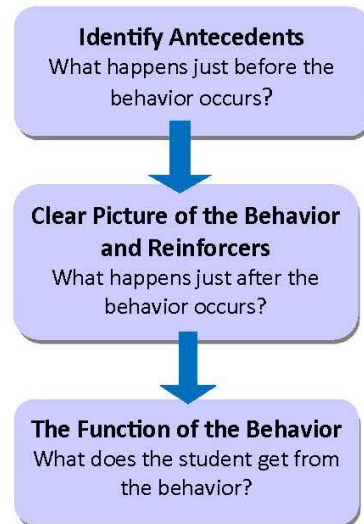 Identify Antecedents
What happens just before the
behavior occurs?
Clear Picture of the Behavior
and Reinforcers
What happens just after the
behavior occurs?
The Function of the Behavior
What does the student get from
the behavior?